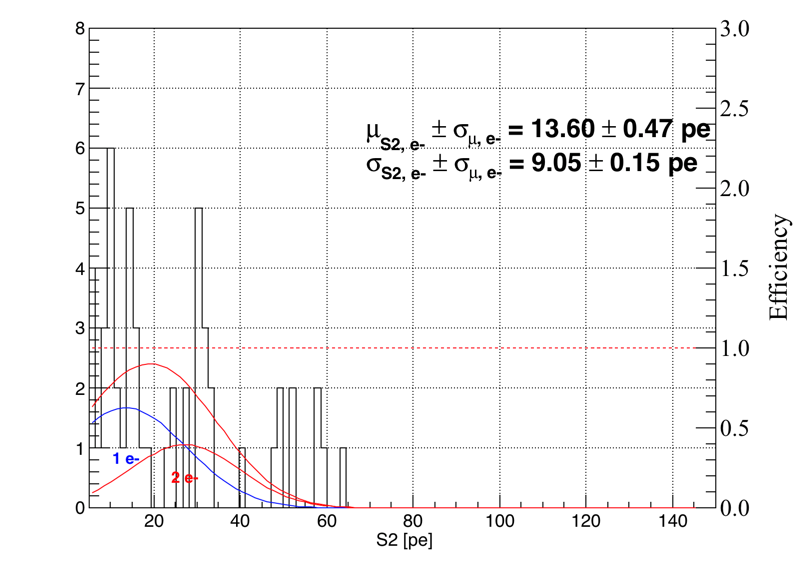 8
7
6
5
4
3
2
1
0
3.0
2.5
2.0
1.5
1.0
0.5
0.0
μS2, e- ± σμ, e- = 13.60 ± 0.47 pe
σS2, e- ± σμ, e- = 9.05 ± 0.15 pe
Efficiency
1 e-
2 e-
20 40 60 80 100 120 140
S2 [pe]